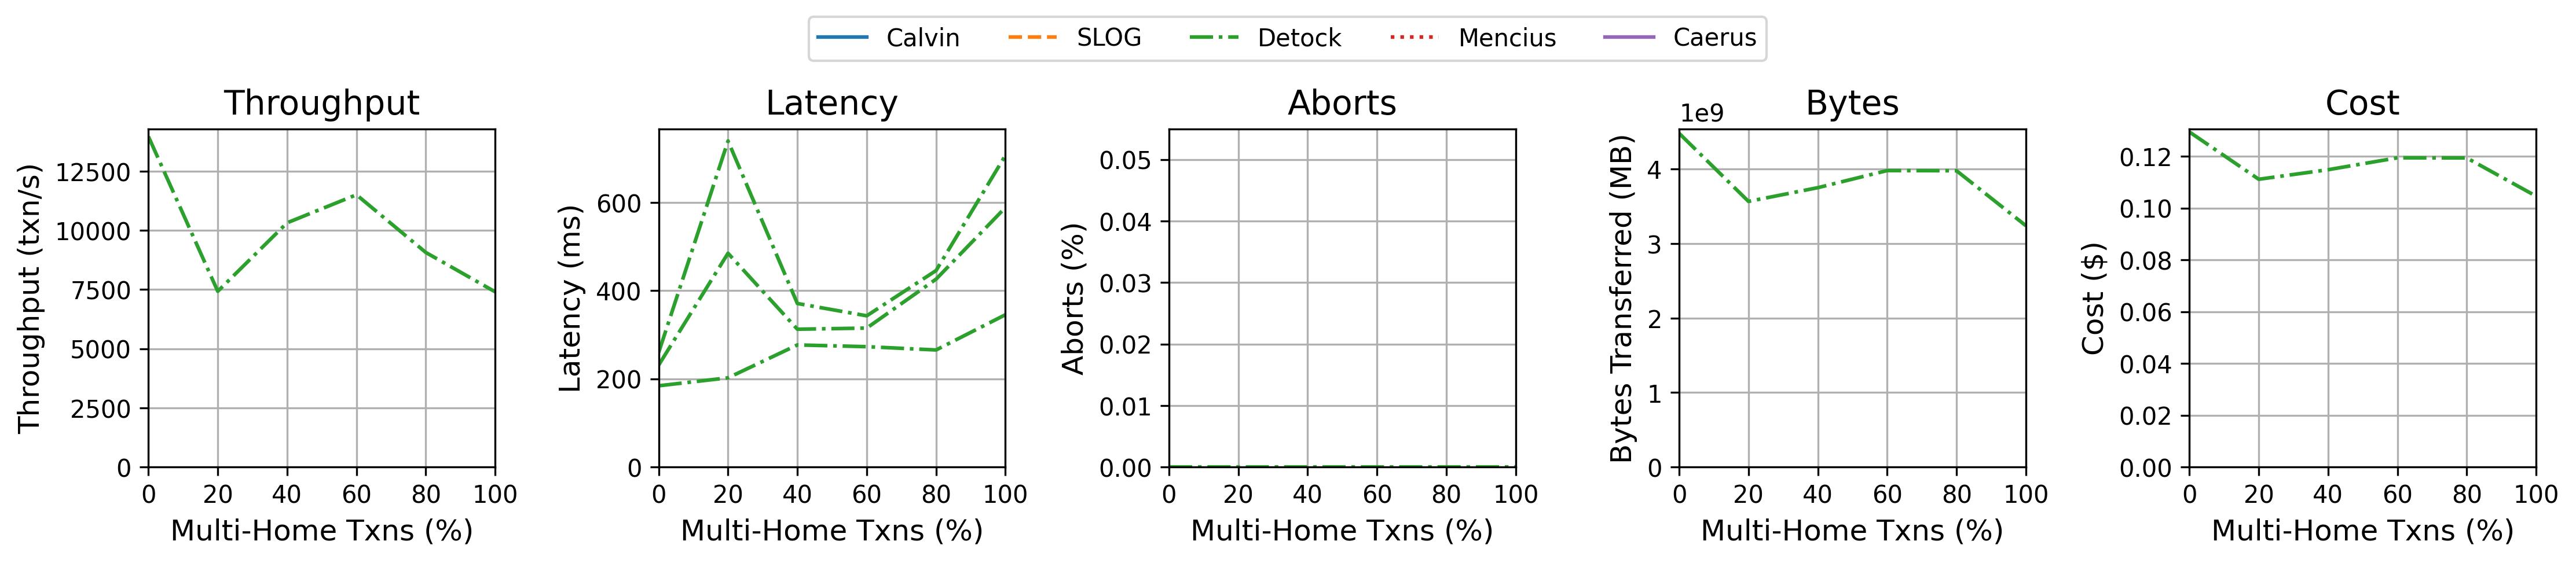 Calvin SLOG Detock Mencius Caerus
Throughput
Throughput (txn/s)
12500
10000
7500
5000
2500
0
0 20 40 60 80 100
Multi-Home Txns (%)
Latency
Latency (ms)
600
400
200
0
0 20 40 60 80 100
Multi-Home Txns (%)
Aborts
Aborts (%)
0.05
0.04
0.03
0.02
0.01
0.00
0 20 40 60 80 100
Multi-Home Txns (%)
Bytes
1e9
Bytes Transferred (MB)
4
3
2
1
0
0 20 40 60 80 100
Multi-Home Txns (%)
Cost
Cost ($)
0.12
0.10
0.08
0.06
0.04
0.02
0.00
0 20 40 60 80 100
Multi-Home Txns (%)